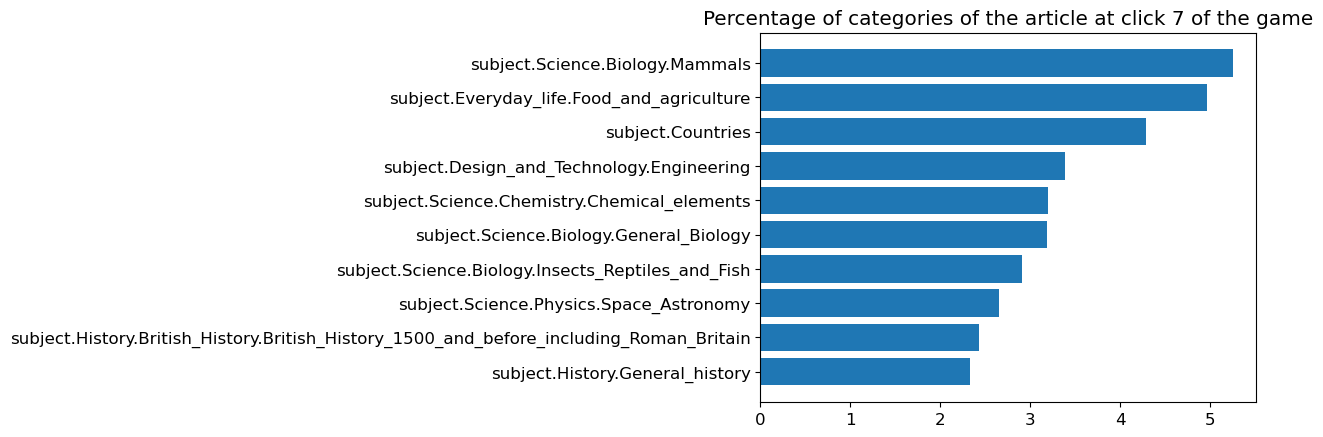 Percentage of categories of the article at click 7 of the game
subject.Science.Biology.Mammals
subject.Everyday_life.Food_and_agriculture
subject.Countries
subject.Design_and_Technology.Engineering
subject.Science.Chemistry.Chemical_elements
subject.Science.Biology.General_Biology
subject.Science.Biology.Insects_Reptiles_and_Fish
subject.Science.Physics.Space_Astronomy
subject.History.British_History.British_History_1500_and_before_including_Roman_Britain
subject.History.General_history
0 1 2 3 4 5